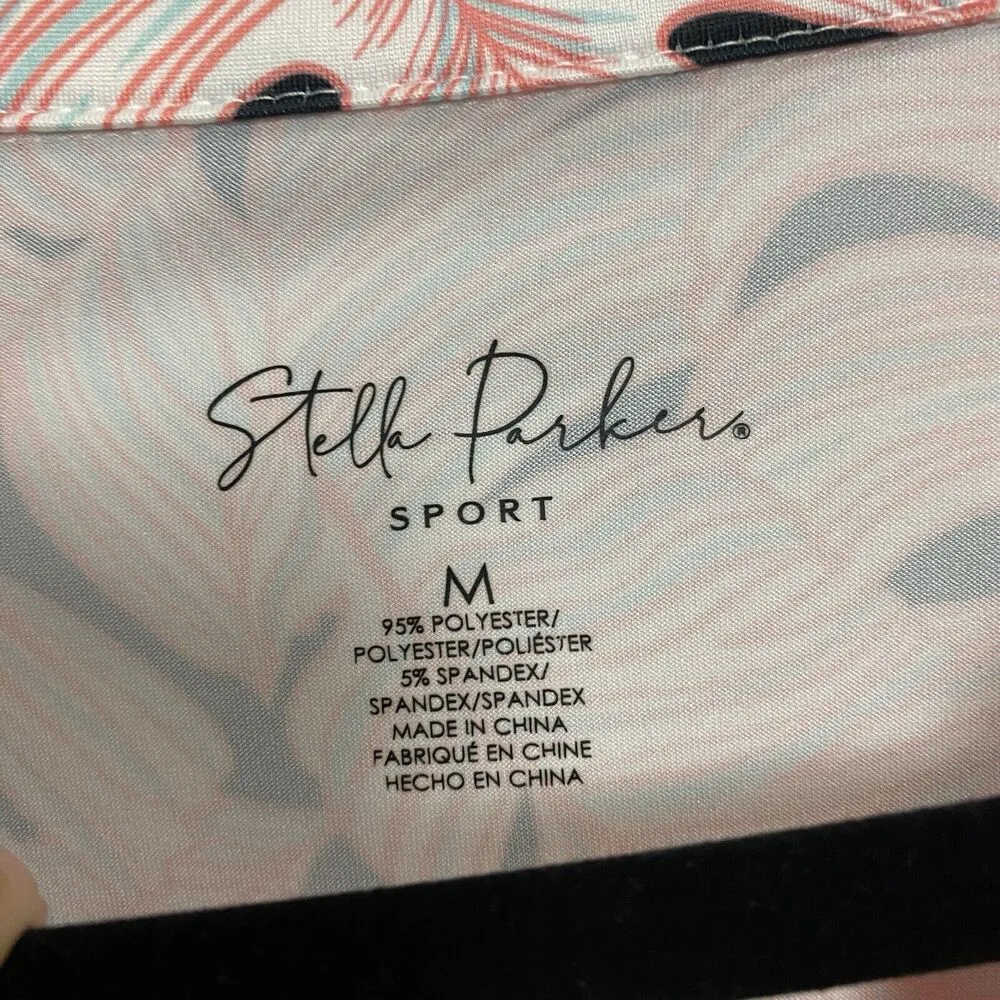 Stella Parker®
SPORT
M
95% POLYESTER/
POLYESTER/POLIÉSTER
5% SPANDEX/
SPANDEX/SPANDEX
MADE IN CHINA
FABRIQUÉ EN CHINE
HECHO EN CHINA